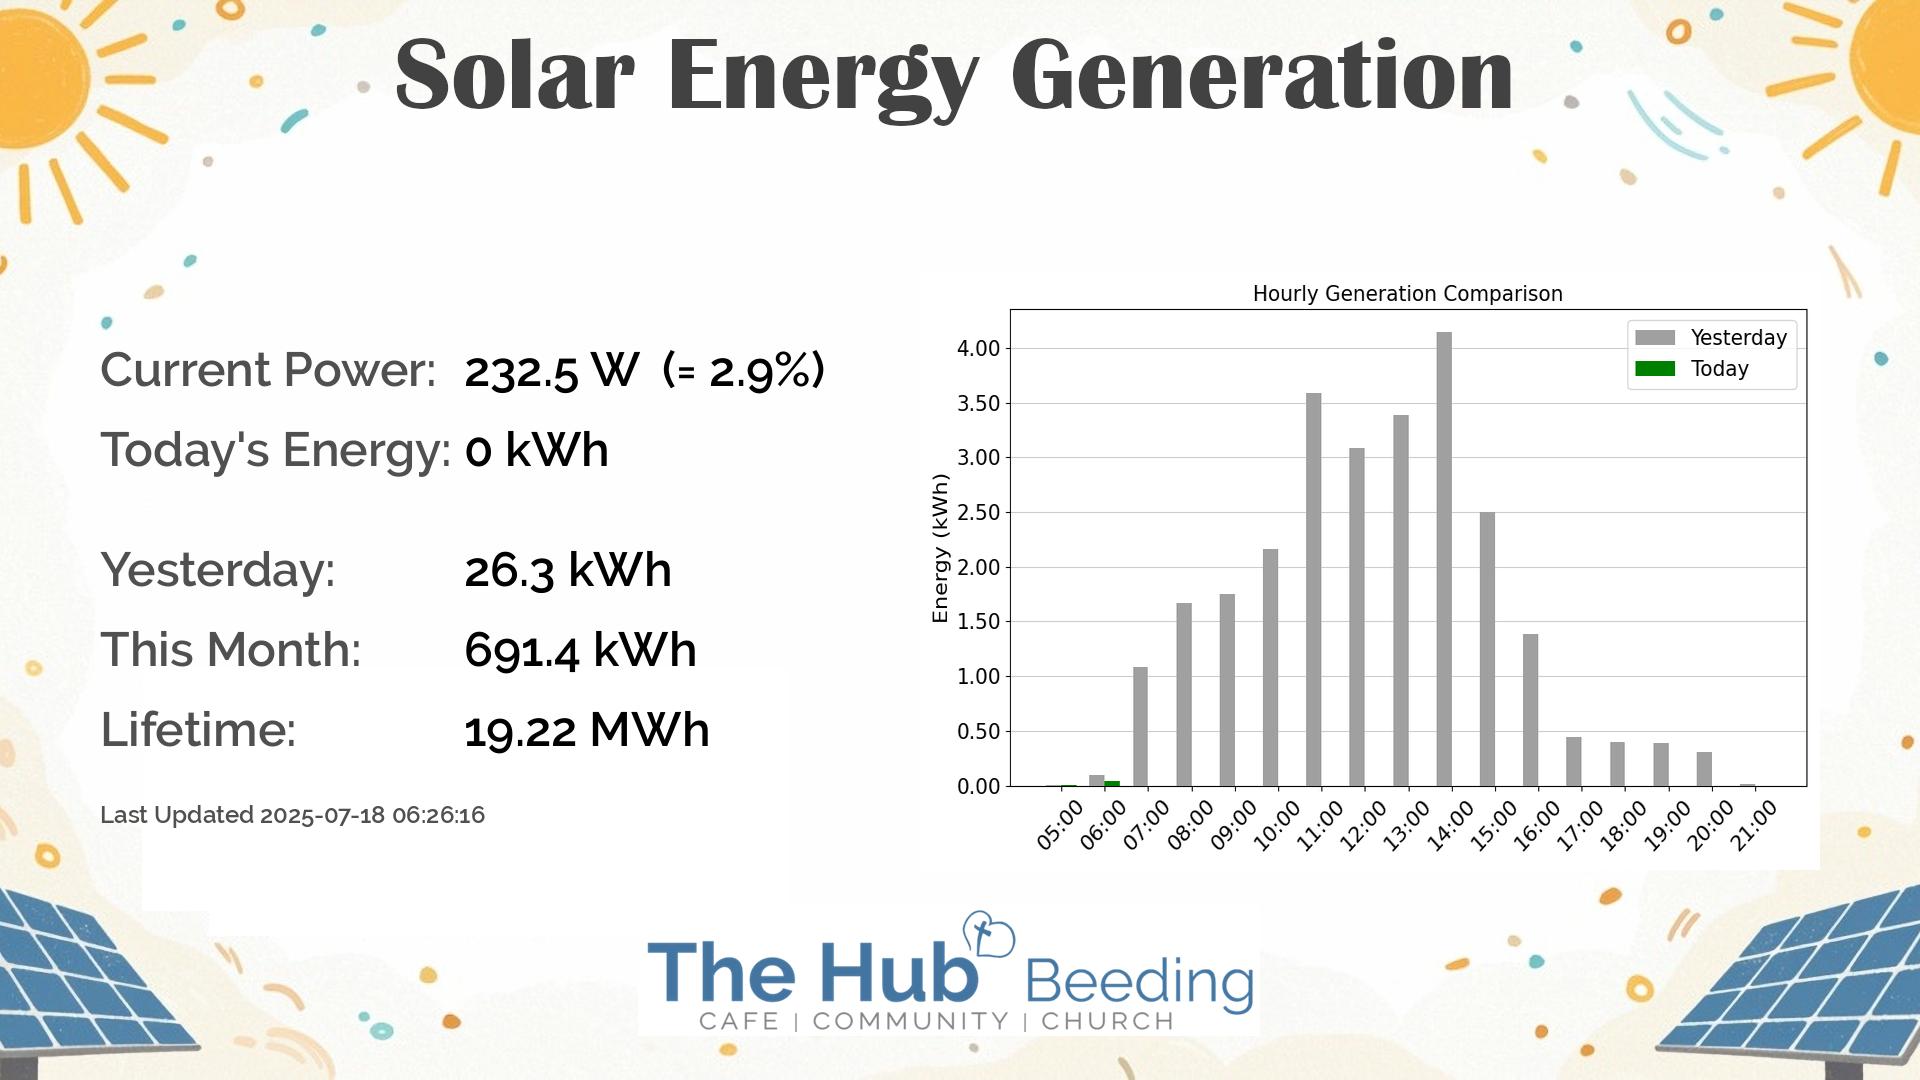 Solar Energy Generation
Current Power: 232.5 W (= 2.9%)
Today's Energy: 0 kWh
Yesterday: 26.3 kWh
This Month: 691.4 kWh
Lifetime: 19.22 MWh
Last Updated 2025-07-18 06:26:16
Hourly Generation Comparison
Yesterday
Today
Energy (kWh)
4.00
3.50
3.00
2.50
2.00
1.50
1.00
0.50
0.00
05:00 06:00 07:00 08:00 09:00 10:00 11:00 12:00 13:00 14:00 15:00 16:00 17:00 18:00 19:00 20:00 21:00
The Hub Beeding
CAFE | COMMUNITY | CHURCH